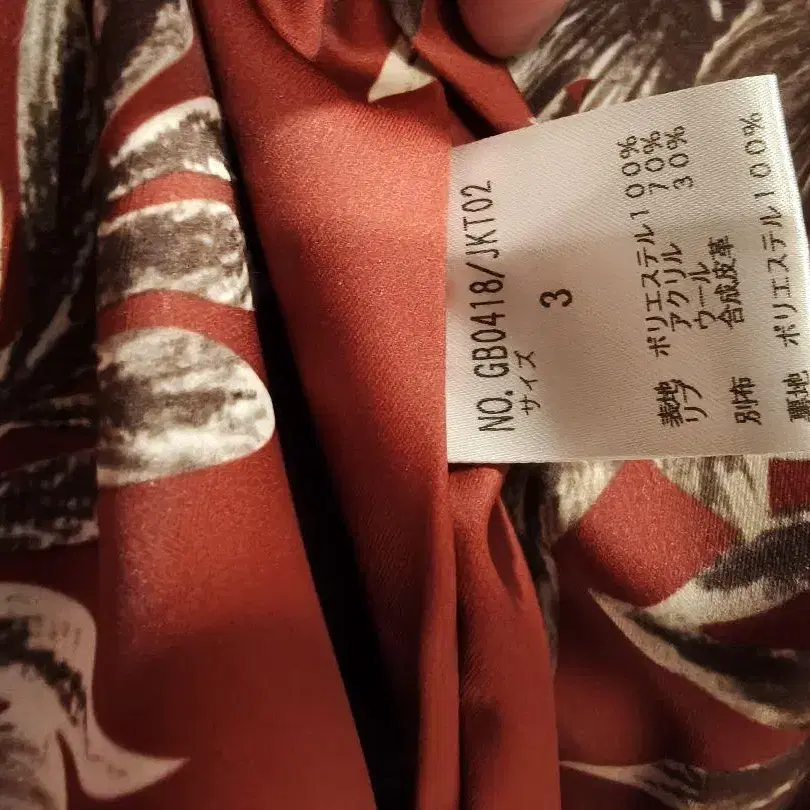 NO. GB0418/JKT02
サイズ
3
表地 ポリエステル100%
リブ アクリル 70%
ウール 30%
別布 合成皮革
裏地 ポリエステル100%